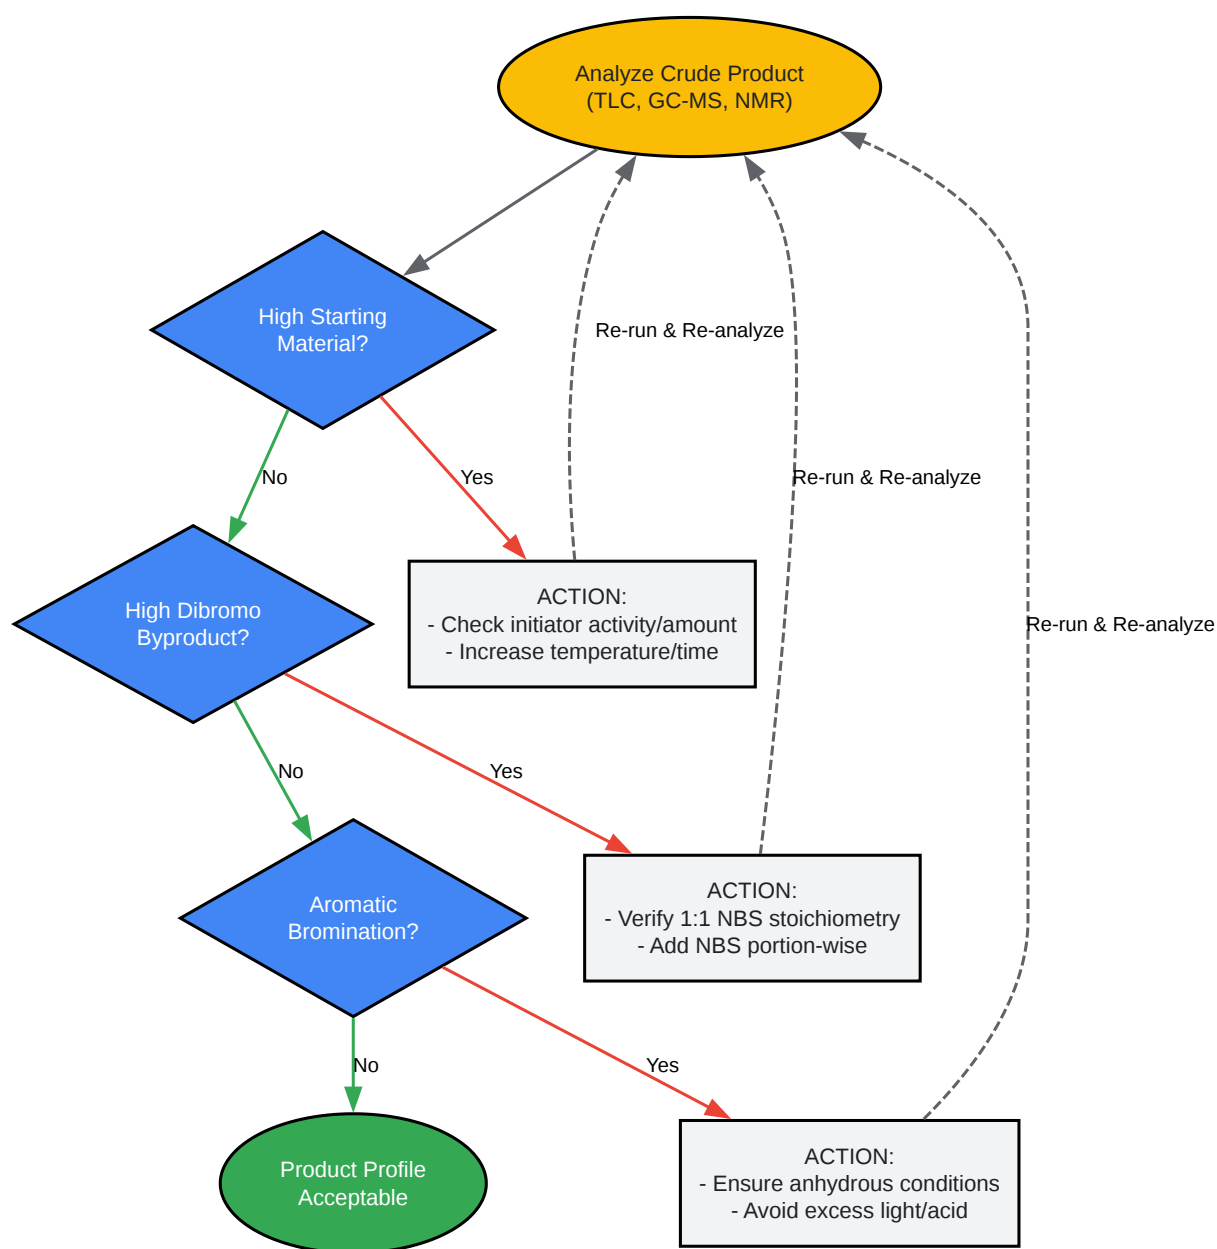 Analyze Crude Product
(TLC, GC-MS, NMR)
High Starting
Material?
Re-run & Re-analyze
No
Yes
Re-run & Re-analyze
High Dibromo
Byproduct?
ACTION:
- Check initiator activity/amount
- Increase temperature/time
Re-run & Re-analyze
No
Yes
Aromatic
Bromination?
ACTION:
- Verify 1:1 NBS stoichiometry
- Add NBS portion-wise
No
Yes
Product Profile
Acceptable
ACTION:
- Ensure anhydrous conditions
- Avoid excess light/acid